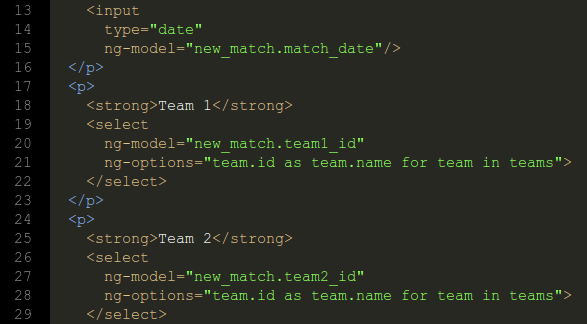 13 <input
14 type="date"
15 ng-model="new_match.match_date"/>
16 </p>
17 <p>
18 <strong>Team 1</strong>
19 <select
20 ng-model="new_match.team1_id"
21 ng-options="team.id as team.name for team in teams">
22 </select>
23 </p>
24 <p>
25 <strong>Team 2</strong>
26 <select
27 ng-model="new_match.team2_id"
28 ng-options="team.id as team.name for team in teams">
29 </select>